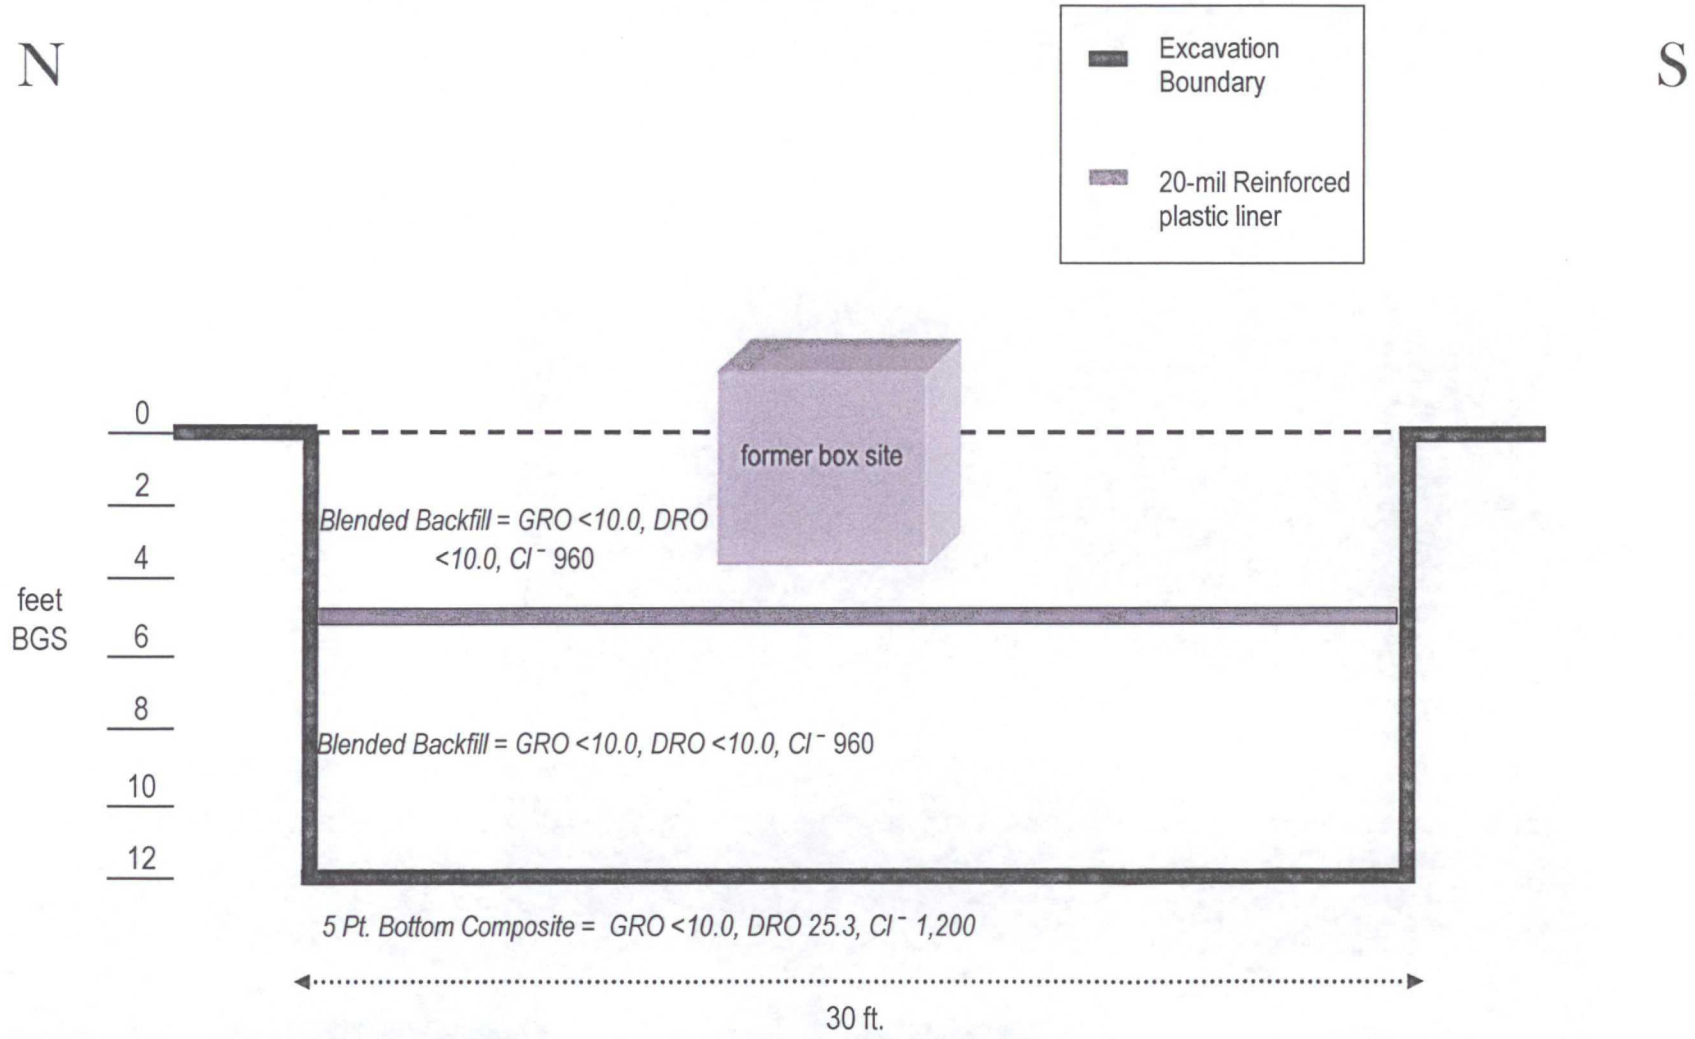 N
S
Excavation
Boundary
20-mil Reinforced
plastic liner
0
2
4
feet
BGS
6
8
10
12
former box site
Blended Backfill = GRO <10.0, DRO
<10.0, Cl⁻ 960
Blended Backfill = GRO <10.0, DRO <10.0, Cl⁻ 960
5 Pt. Bottom Composite = GRO <10.0, DRO 25.3, Cl⁻ 1,200
30 ft.